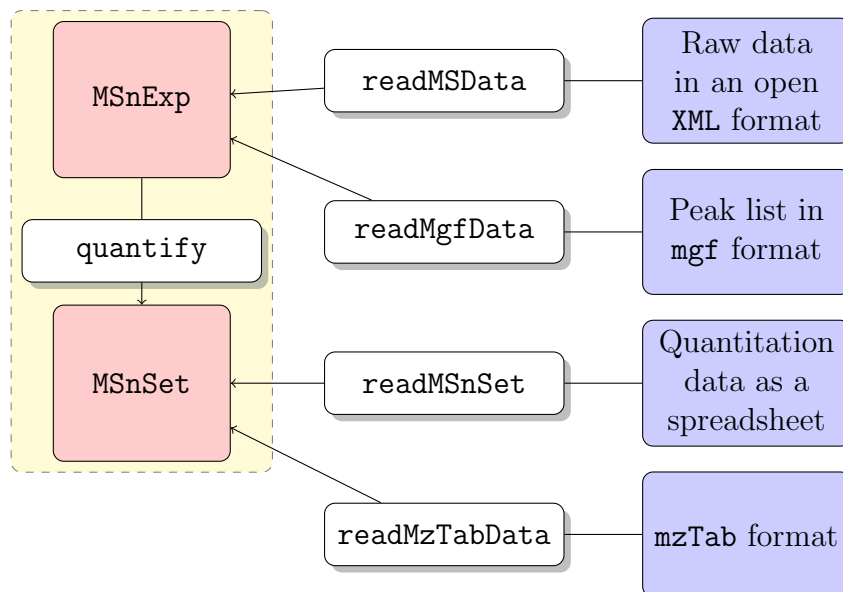 MSnExp
readMSData
Raw data
in an open
XML format
readMgfData
Peak list in
mgf format
quantify
MSnSet
readMSnSet
Quantitation
data as a
spreadsheet
readMzTabData
mzTab format